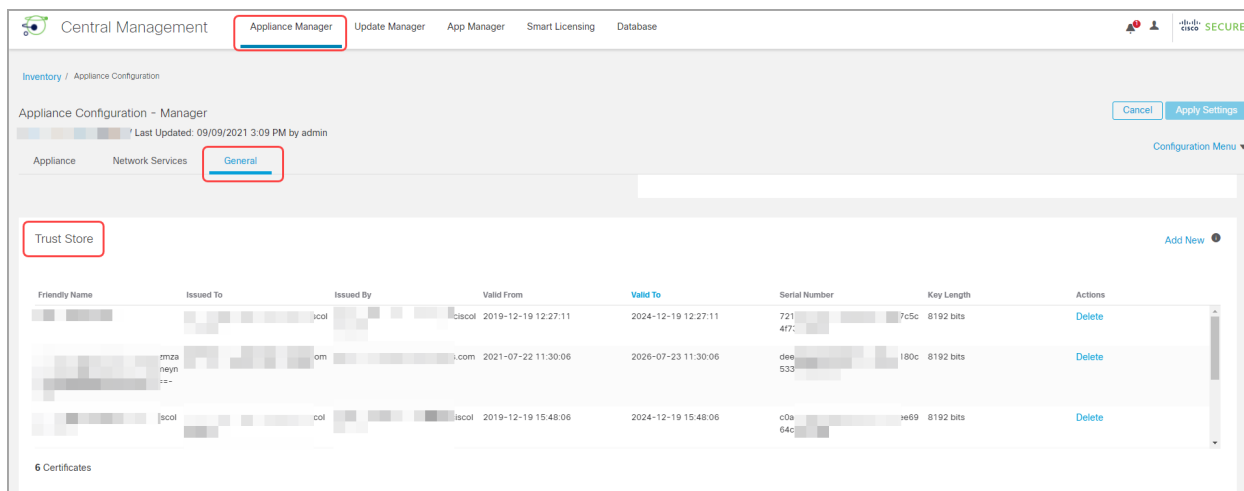 Central Management
Appliance Manager
Update Manager
App Manager
Smart Licensing
Database
1
cisco SECURE
Inventory / Appliance Configuration
Appliance Configuration - Manager
Cancel
Apply Settings
/ Last Updated: 09/09/2021 3:09 PM by admin
Configuration Menu
Appliance
Network Services
General
Trust Store
Add New
Friendly Name Issued To Issued By Valid From Valid To Serial Number Key Length Actions
scol ciscol 2019-12-19 12:27:11 2024-12-19 12:27:11 721 7c5c 8192 bits Delete
4f73
mza om .com 2021-07-22 11:30:06 2026-07-23 11:30:06 dee 180c 8192 bits Delete
neyn 533
==-
scol col iscol 2019-12-19 15:48:06 2024-12-19 15:48:06 c0a ee69 8192 bits Delete
64c
6 Certificates